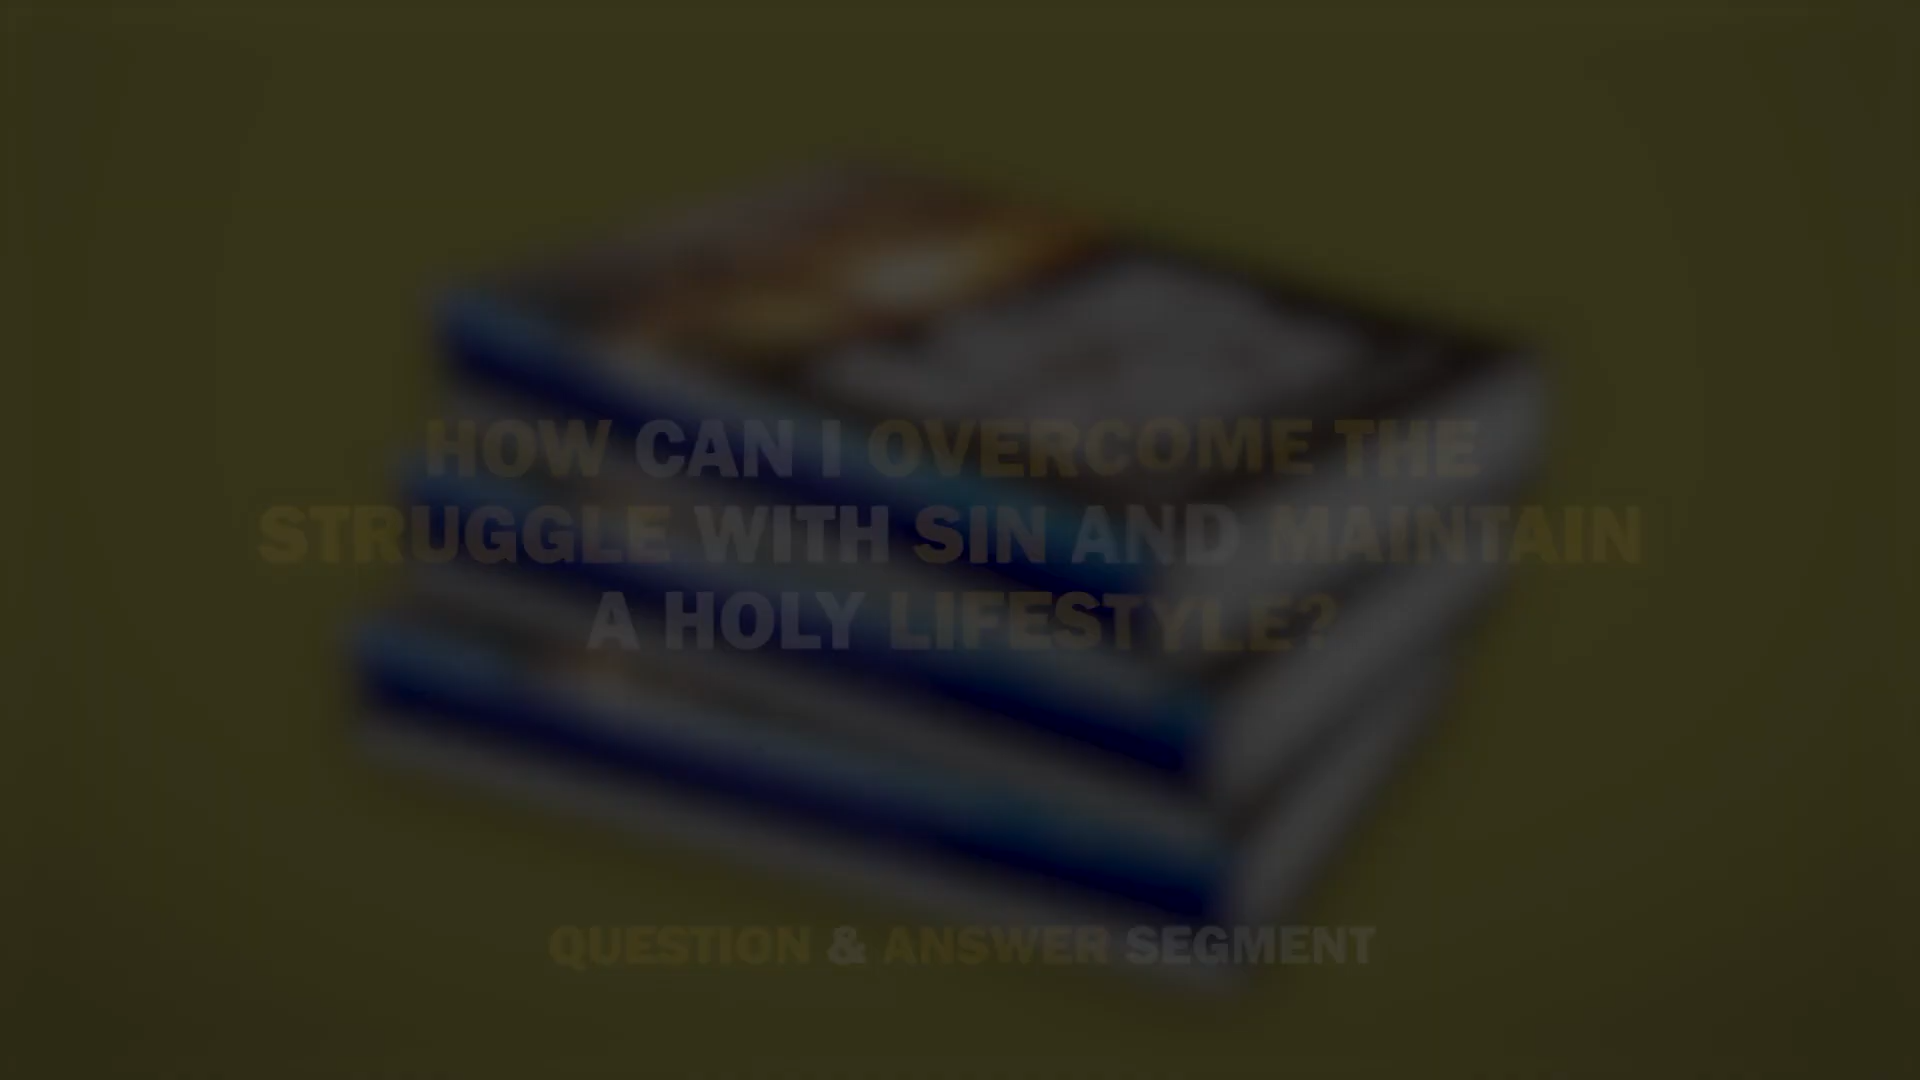 HOW CAN I OVERCOME THE
STRUGGLE WITH SIN AND MAINTAIN
A HOLY LIFESTYLE?
QUESTION & ANSWER SEGMENT